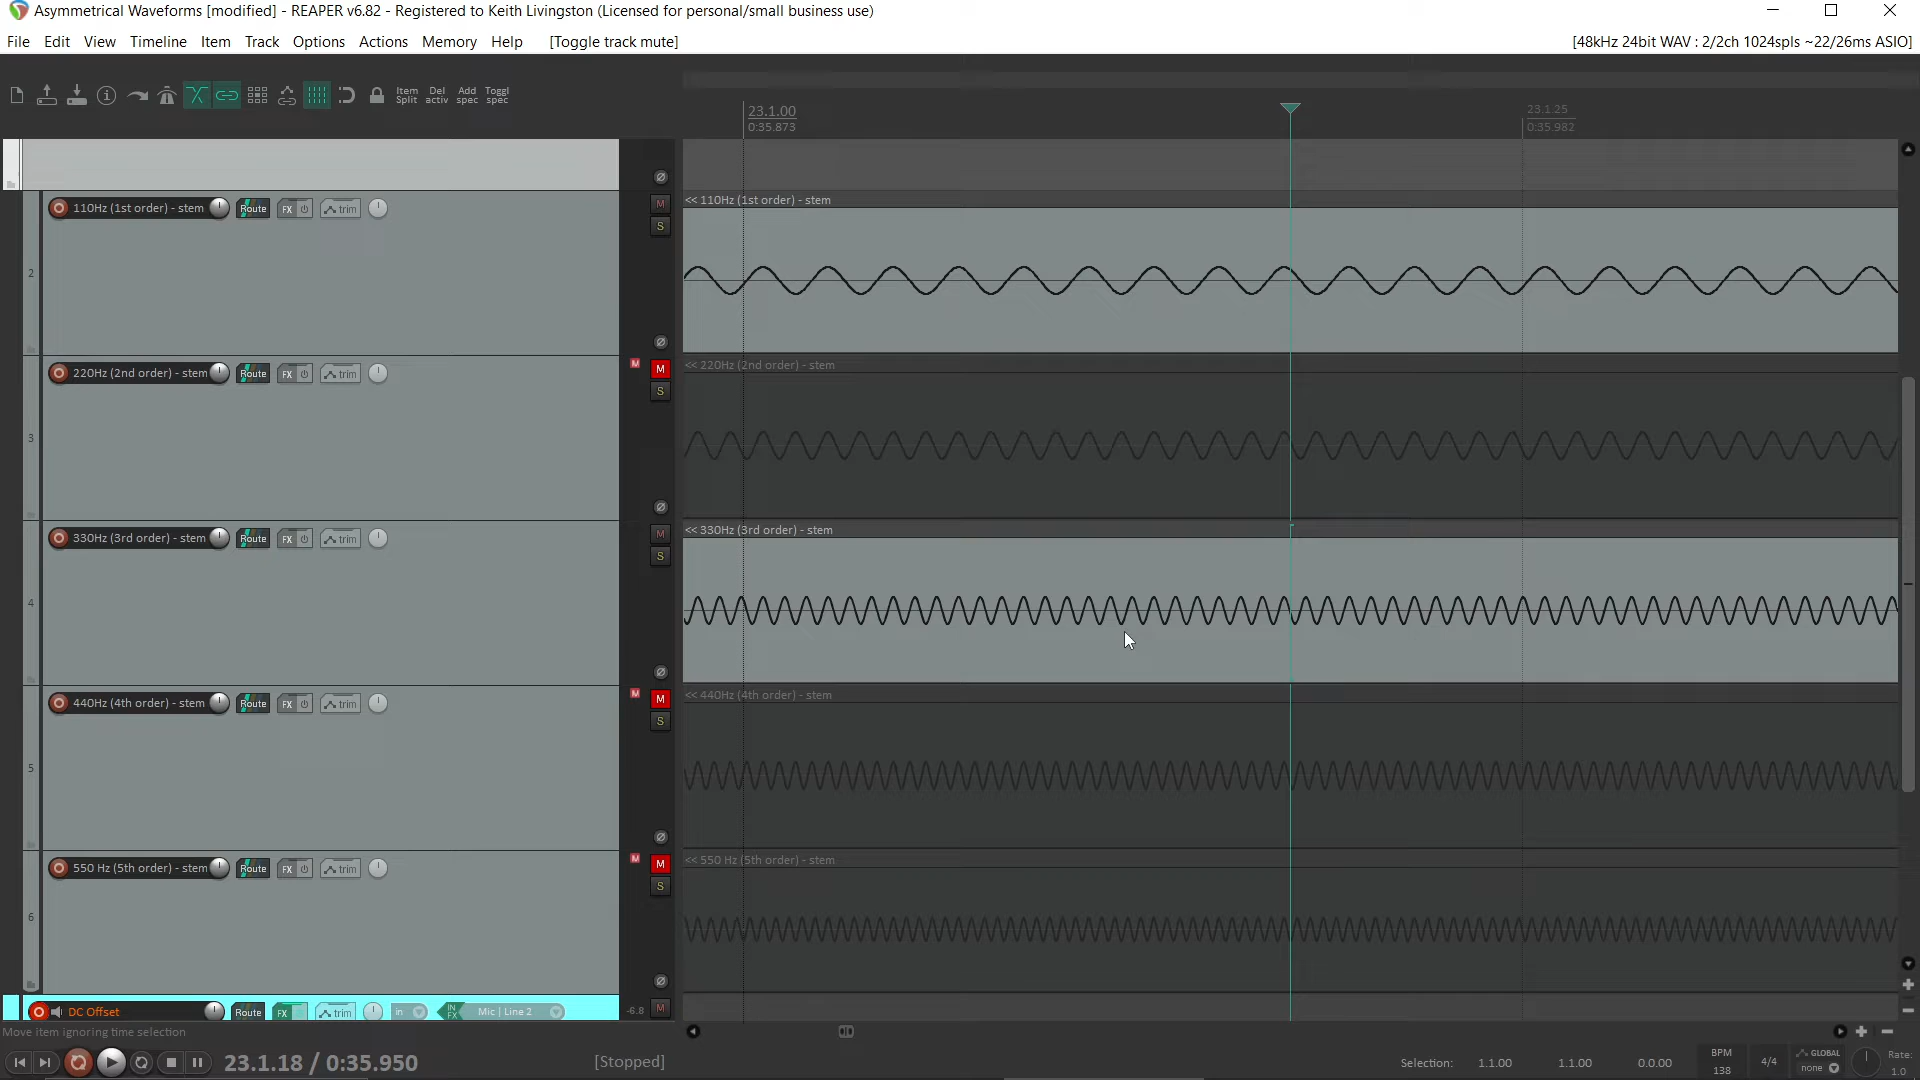 Asymmetrical Waveforms [modified] - REAPER v6.82 - Registered to Keith Livingston (Licensed for personal/small business use)
File Edit View Timeline Item Track Options Actions Memory Help [Toggle track mute] [48kHz 24bit WAV : 2/2ch 1024spls ~22/26ms ASIO]
Item Split Del activ Add spec Toggl spec
23.1.00 23.1.25
0:35.873 0:35.982
110Hz (1st order) - stem Route FX trim M << 110Hz (1st order) - stem
S
2
M 220Hz (2nd order) - stem Route FX trim M << 220Hz (2nd order) - stem
S
3
330Hz (3rd order) - stem Route FX trim M << 330Hz (3rd order) - stem
S
4
M 440Hz (4th order) - stem Route FX trim M << 440Hz (4th order) - stem
S
5
M 550 Hz (5th order) - stem Route FX trim M << 550 Hz (5th order) - stem
S
6
DC Offset Route FX trim in IN FX Mic | Line 2 -6.8 M
Move item ignoring time selection
23.1.18 / 0:35.950 [Stopped] Selection: 1.1.00 1.1.00 0.0.00 BPM 138 4/4 GLOBAL none Rate: 1.0